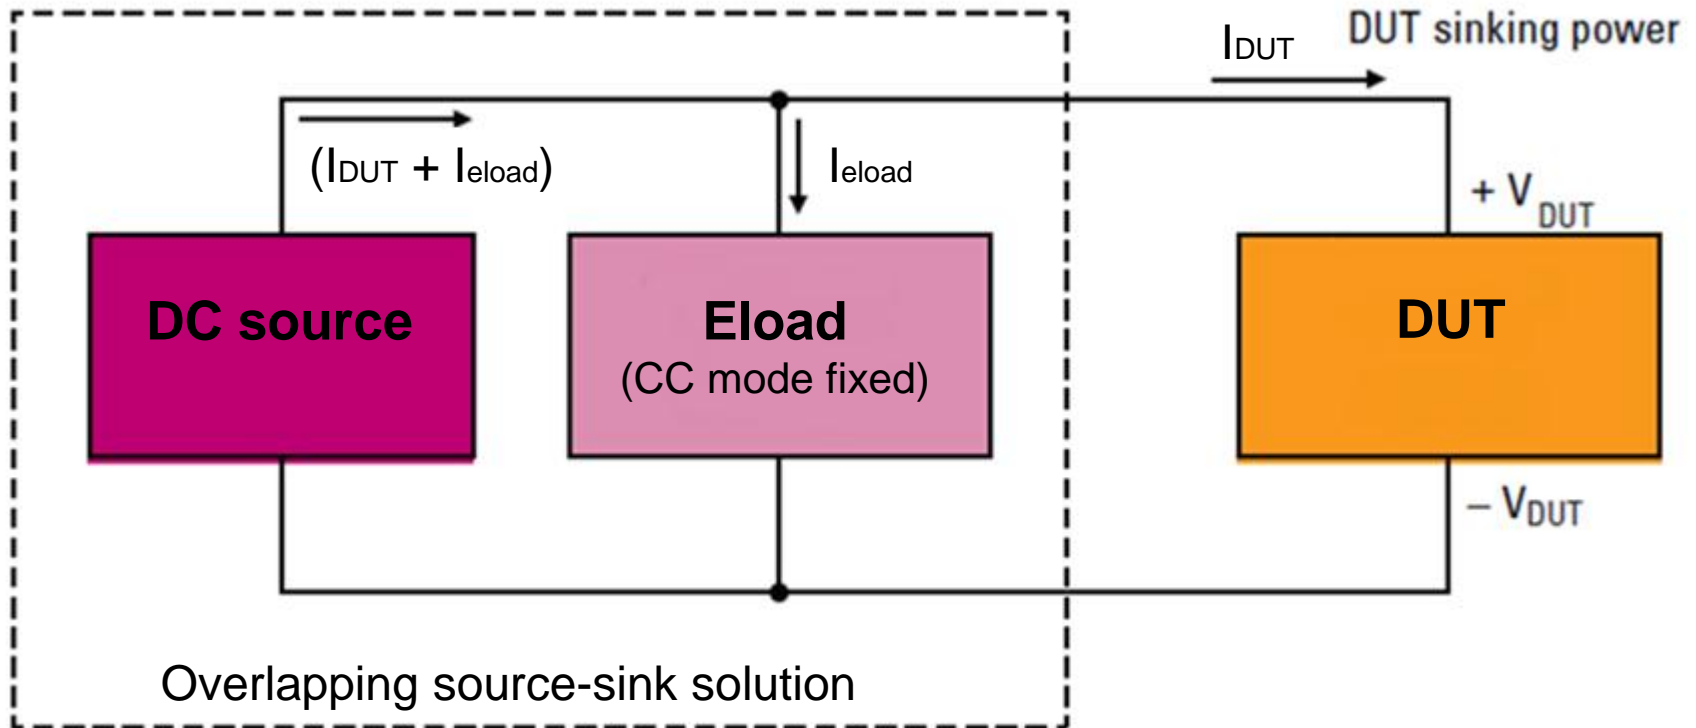 IDUT
DUT sinking power
(IDUT + Ieload)
Ieload
+ VDUT
DC source
Eload
(CC mode fixed)
DUT
– VDUT
Overlapping source-sink solution